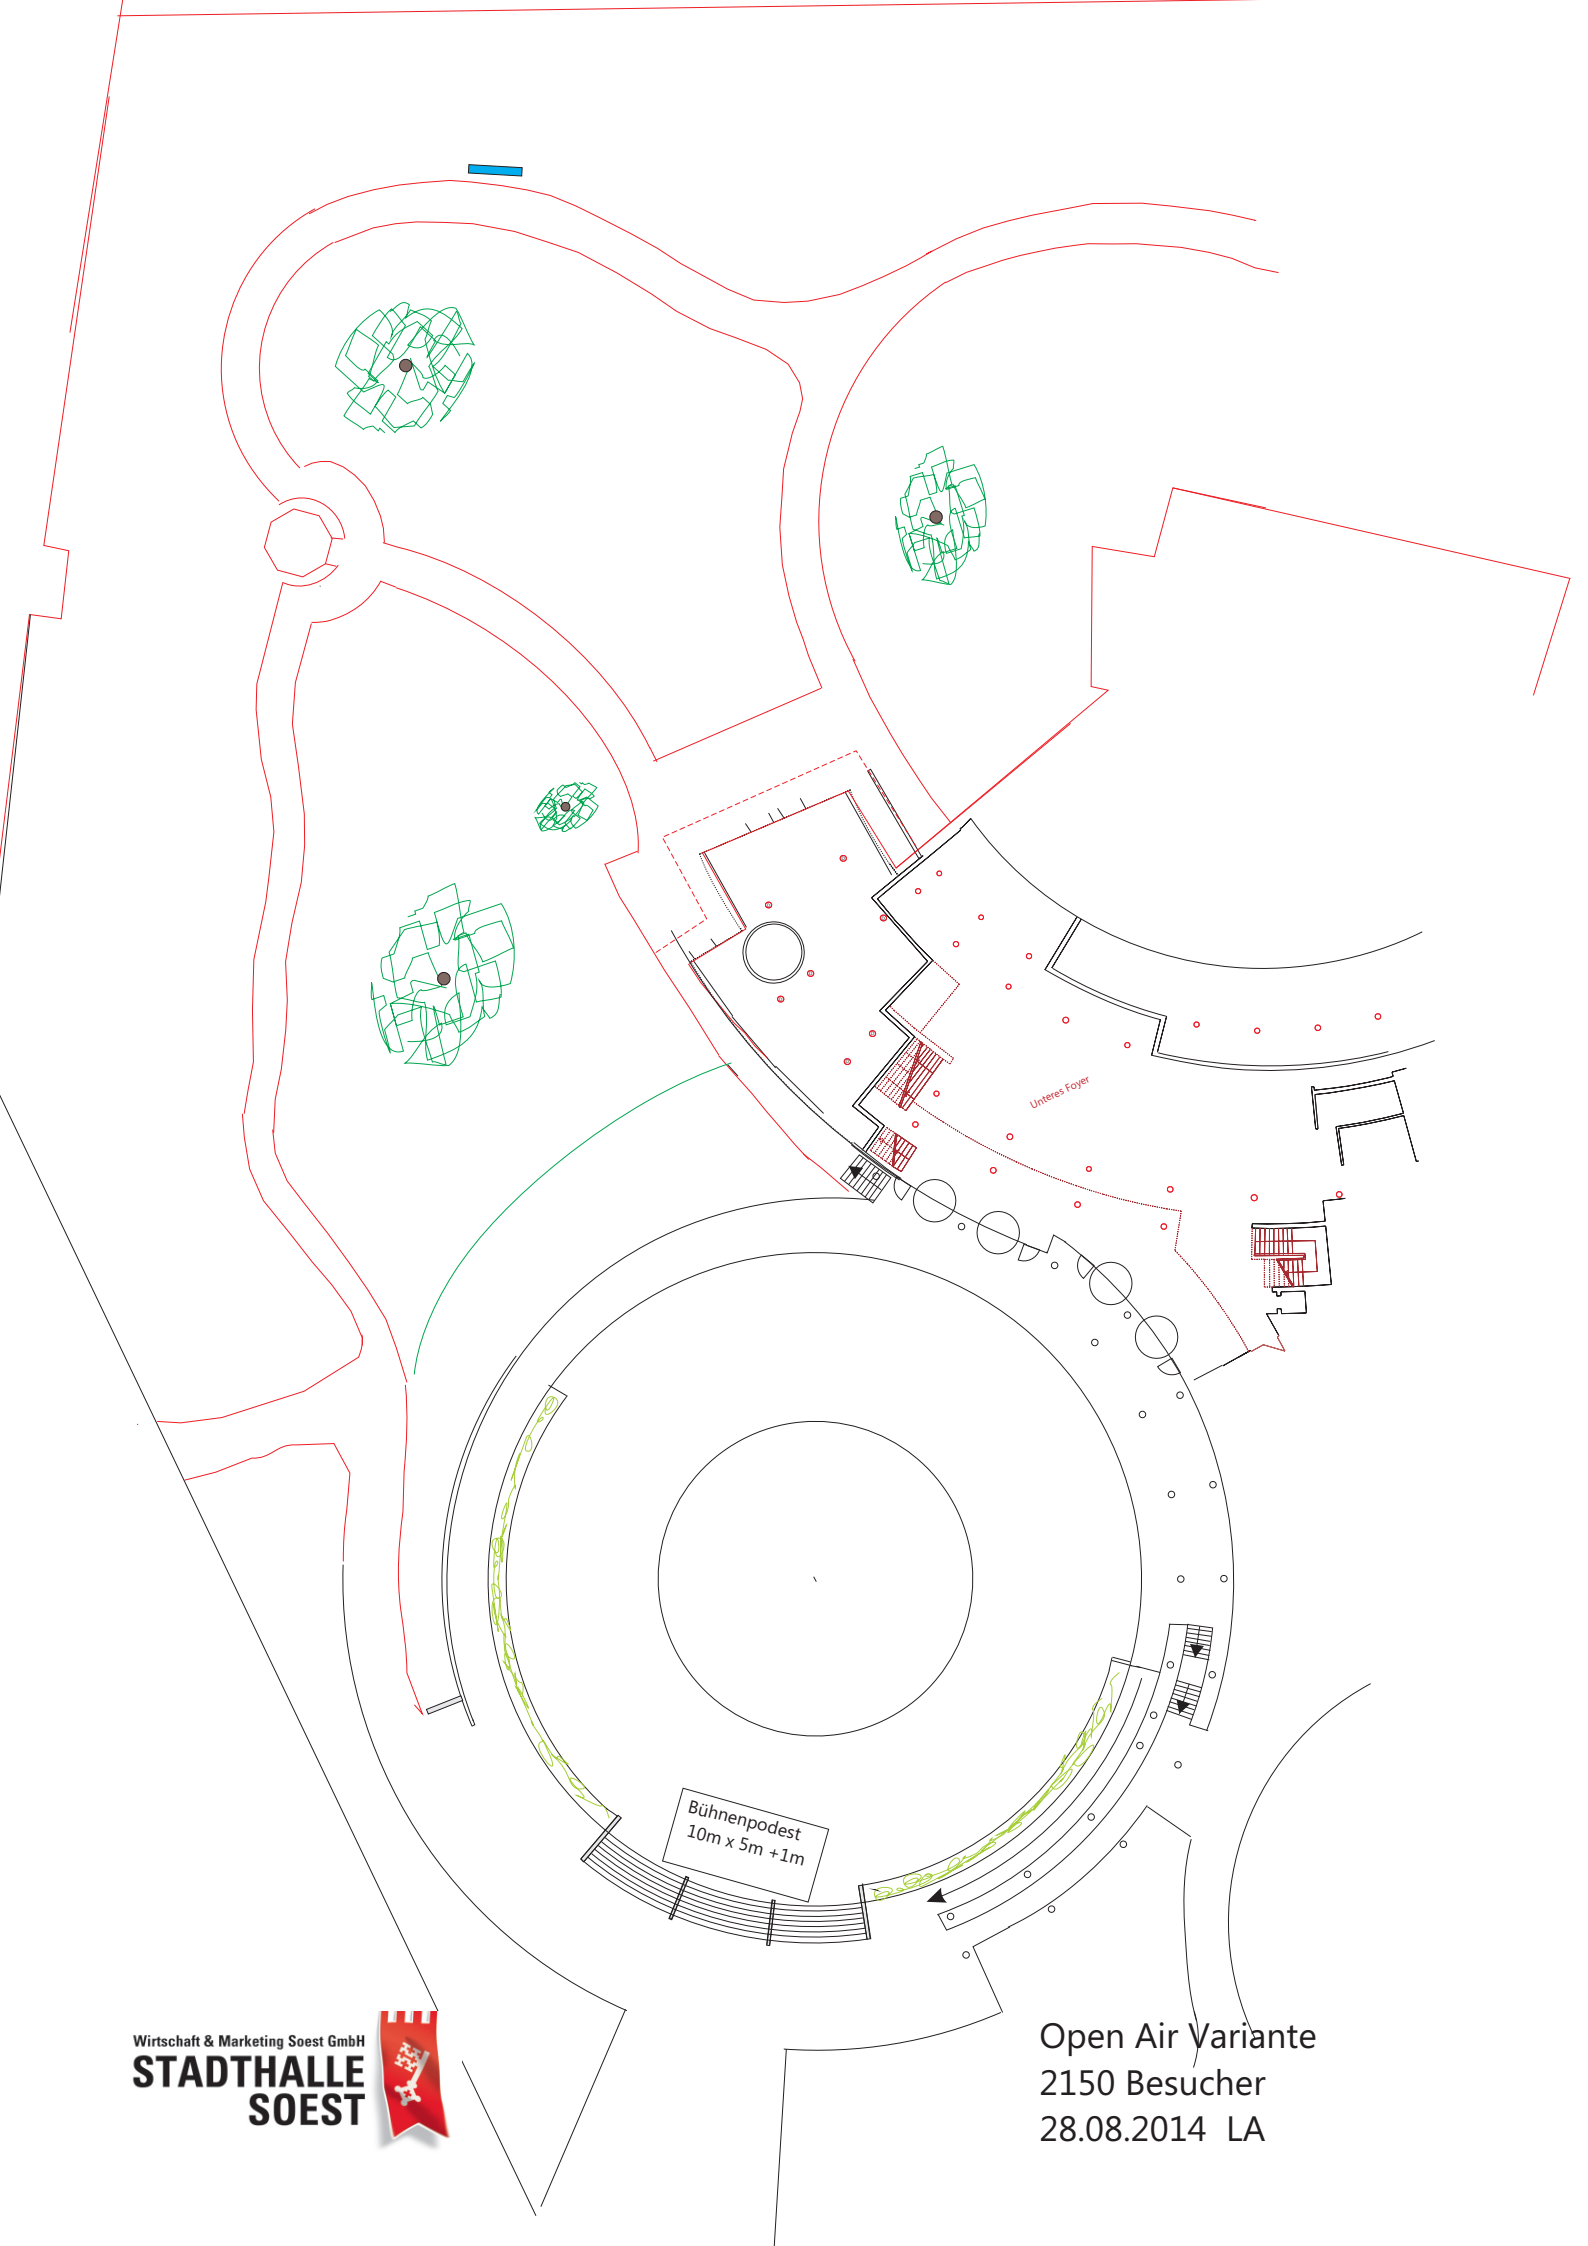 Unteres Foyer
Bühnenpodest
10m x 5m +1m
Wirtschaft & Marketing Soest GmbH
STADTHALLE
SOEST
Open Air Variante
2150 Besucher
28.08.2014 LA